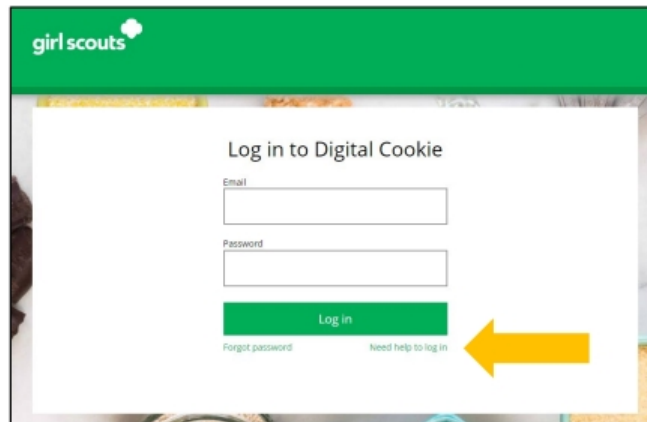 girl scouts
Log in to Digital Cookie
Email
Password
Log in
Forgot password Need help to log in